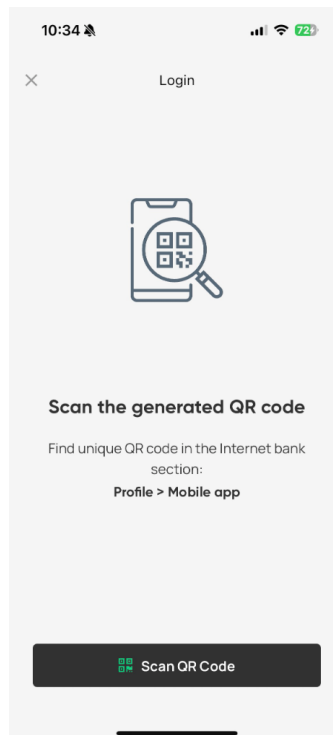 10:34
72
Login
Scan the generated QR code
Find unique QR code in the Internet bank
section:
Profile > Mobile app
Scan QR Code